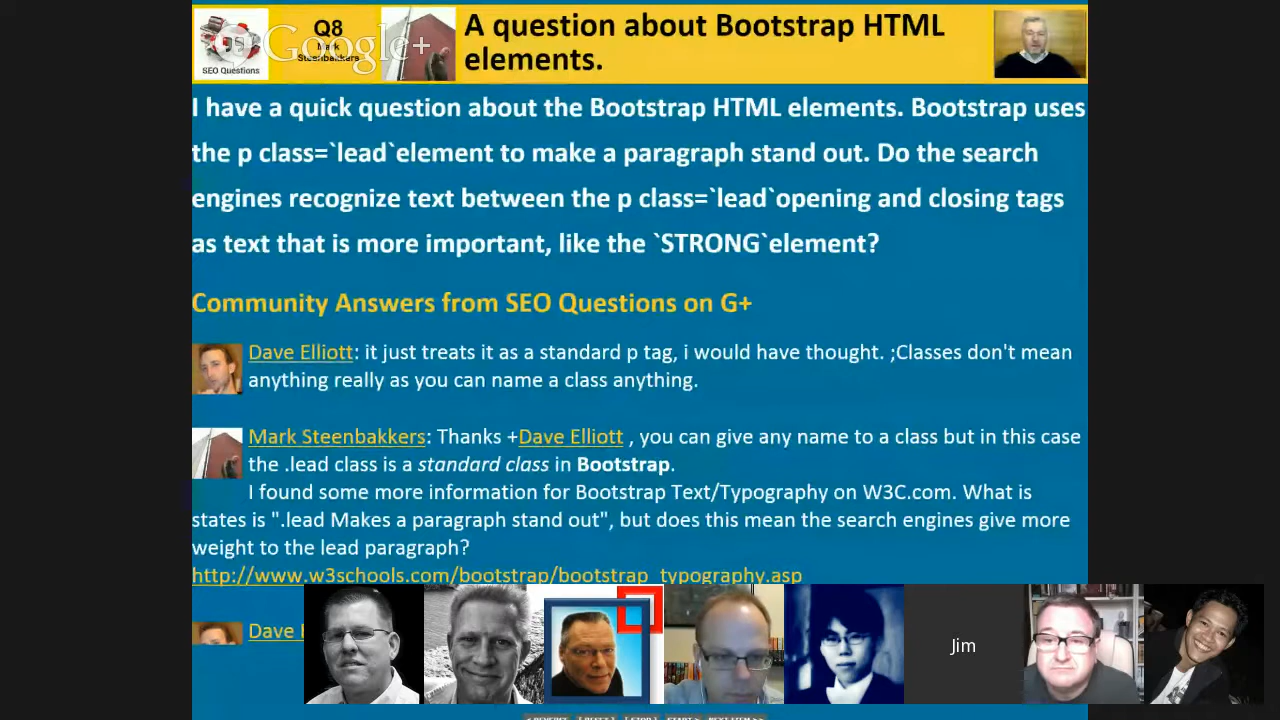 Q8
Mark
Steenbakkers
SEO Questions
Google+
A question about Bootstrap HTML
elements.
I have a quick question about the Bootstrap HTML elements. Bootstrap uses
the p class=`lead`element to make a paragraph stand out. Do the search
engines recognize text between the p class=`lead`opening and closing tags
as text that is more important, like the `STRONG`element?
Community Answers from SEO Questions on G+
Dave Elliott: it just treats it as a standard p tag, i would have thought. ;Classes don't mean
anything really as you can name a class anything.
Mark Steenbakkers: Thanks +Dave Elliott , you can give any name to a class but in this case
the .lead class is a standard class in Bootstrap.
I found some more information for Bootstrap Text/Typography on W3C.com. What is
states is ".lead Makes a paragraph stand out", but does this mean the search engines give more
weight to the lead paragraph?
http://www.w3schools.com/bootstrap/bootstrap_typography.asp
Dave
Jim